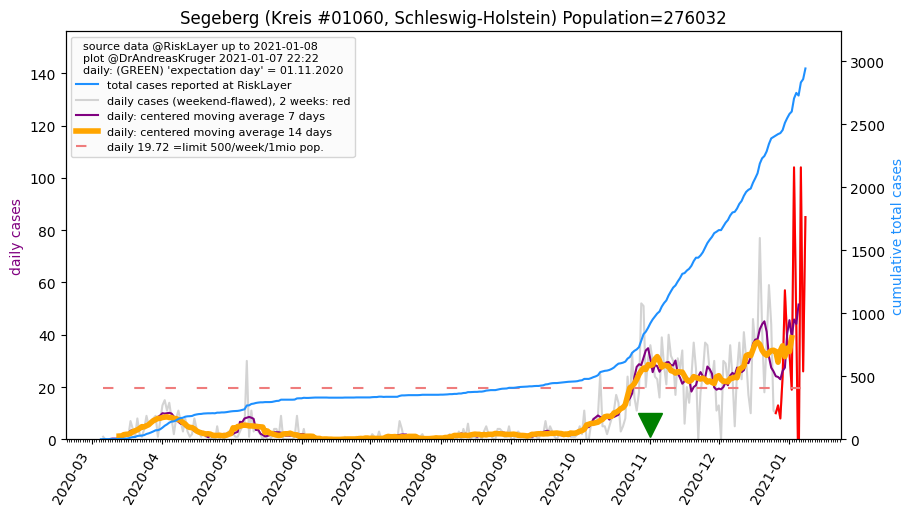 Segeberg (Kreis #01060, Schleswig-Holstein) Population=276032
source data @RiskLayer up to 2021-01-08
plot @DrAndreasKruger 2021-01-07 22:22
daily: (GREEN) 'expectation day' = 01.11.2020
total cases reported at RiskLayer
daily cases (weekend-flawed), 2 weeks: red
daily: centered moving average 7 days
daily: centered moving average 14 days
daily 19.72 =limit 500/week/1mio pop.
daily cases
140
120
100
80
60
40
20
0
3000
2500
2000
1500
1000
500
0
cumulative total cases
2020-03
2020-04
2020-05
2020-06
2020-07
2020-08
2020-09
2020-10
2020-11
2020-12
2021-01